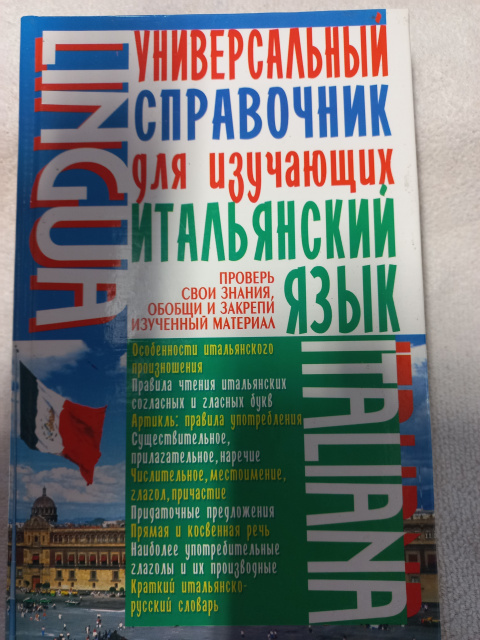 LINGUA
УНИВЕРСАЛЬНЫЙ
СПРАВОЧНИК
для изучающих
ИТАЛЬЯНСКИЙ
ЯЗЫК
ПРОВЕРЬ
СВОИ ЗНАНИЯ,
ОБОБЩИ И ЗАКРЕПИ
ИЗУЧЕННЫЙ МАТЕРИАЛ
Особенности итальянского
произношения
Правила чтения итальянских
согласных и гласных букв
Артикль: правила употребления
Существительное,
прилагательное, наречие
Числительное, местоимение,
глагол, причастие
Придаточные предложения
Прямая и косвенная речь
Наиболее употребительные
глаголы и их производные
Краткий итальянско-
русский словарь
ITALIANA